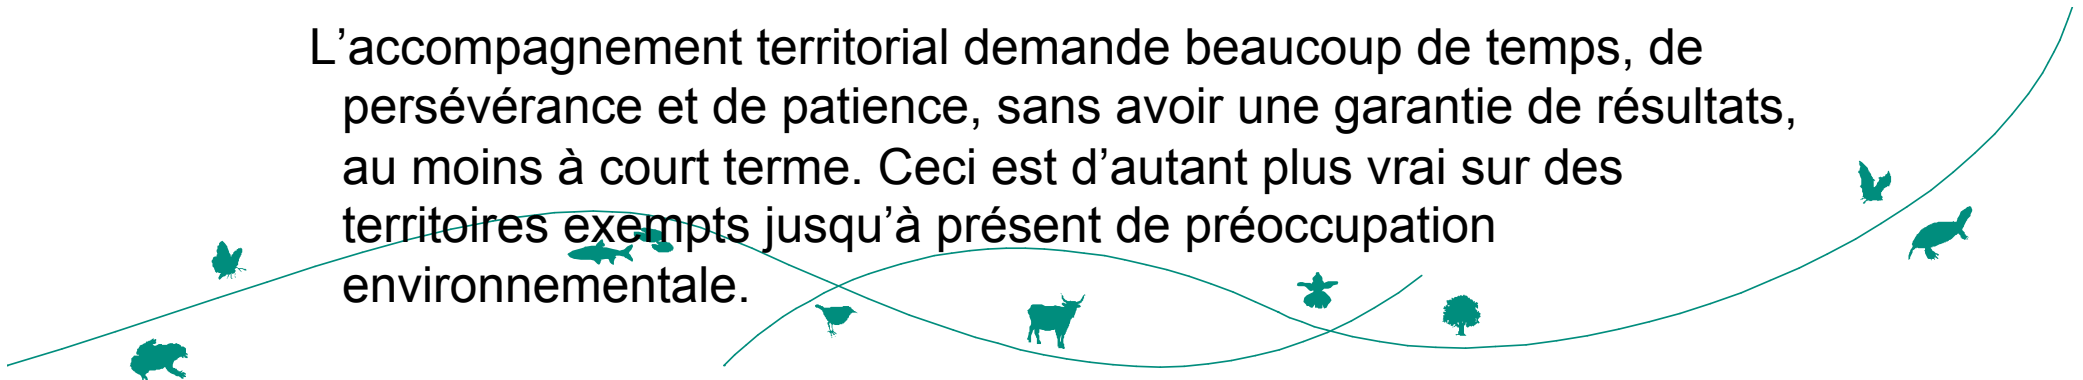 L’accompagnement territorial demande beaucoup de temps, de
persévérance et de patience, sans avoir une garantie de résultats,
au moins à court terme. Ceci est d’autant plus vrai sur des
territoires exempts jusqu’à présent de préoccupation
environnementale.